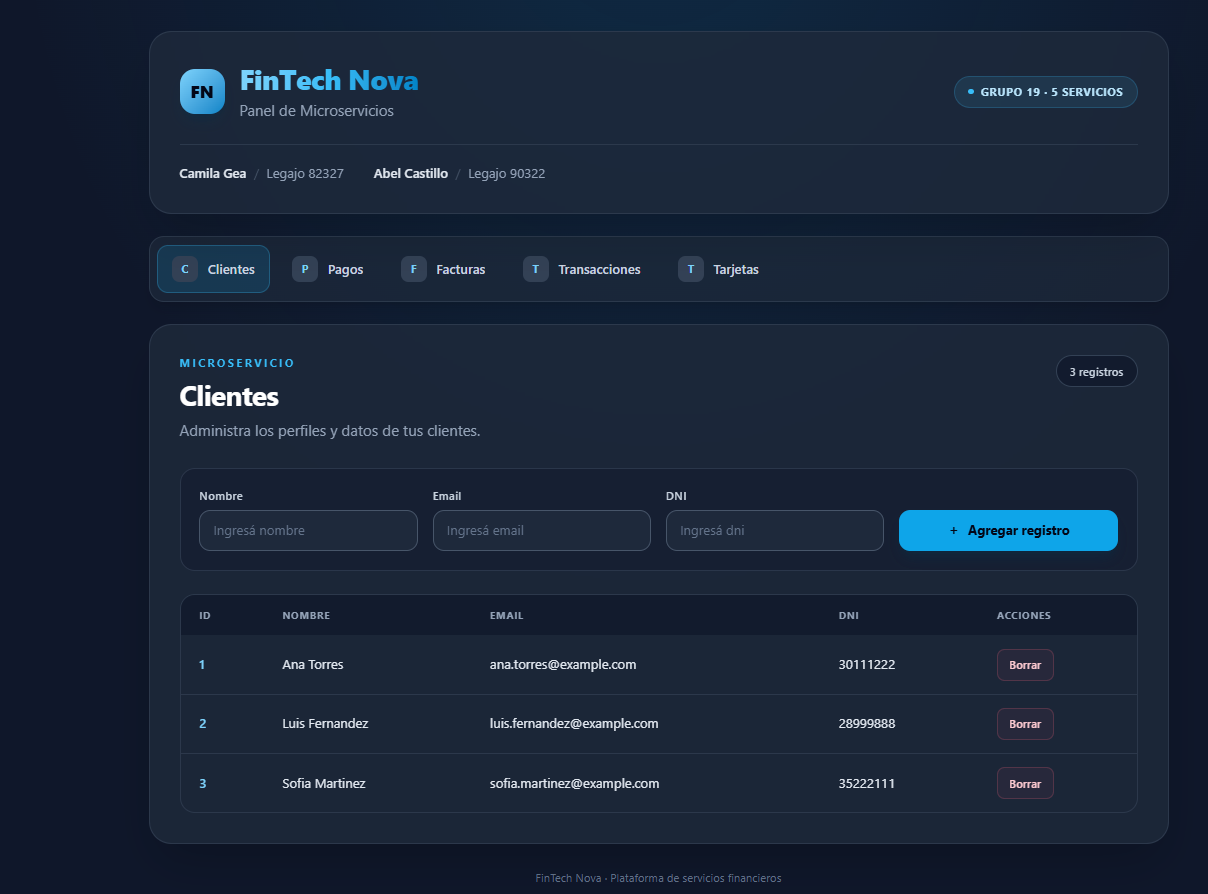 FN
FinTech Nova
Panel de Microservicios
GRUPO 19 · 5 SERVICIOS
Camila Gea / Legajo 82327 Abel Castillo / Legajo 90322
C Clientes P Pagos F Facturas T Transacciones T Tarjetas
MICROSERVICIO
3 registros
Clientes
Administra los perfiles y datos de tus clientes.
Nombre Email DNI
Ingresá nombre Ingresá email Ingresá dni + Agregar registro
ID NOMBRE EMAIL DNI ACCIONES
1 Ana Torres ana.torres@example.com 30111222 Borrar
2 Luis Fernandez luis.fernandez@example.com 28999888 Borrar
3 Sofia Martinez sofia.martinez@example.com 35222111 Borrar
FinTech Nova · Plataforma de servicios financieros